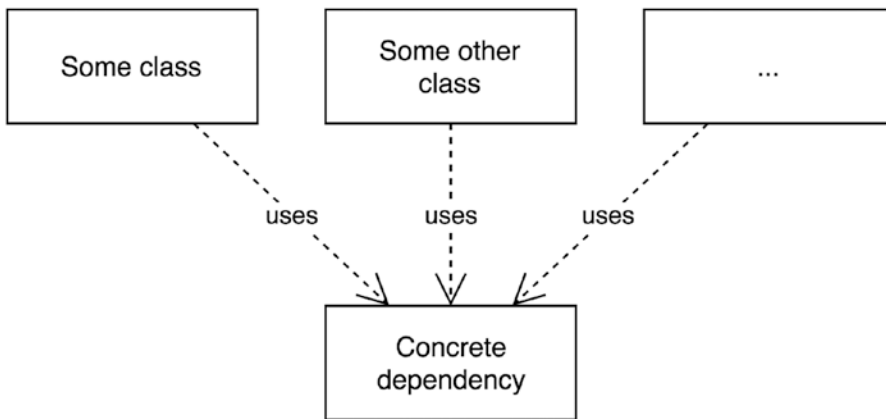 Some class
Some other
class
...
uses
uses
uses
Concrete
dependency